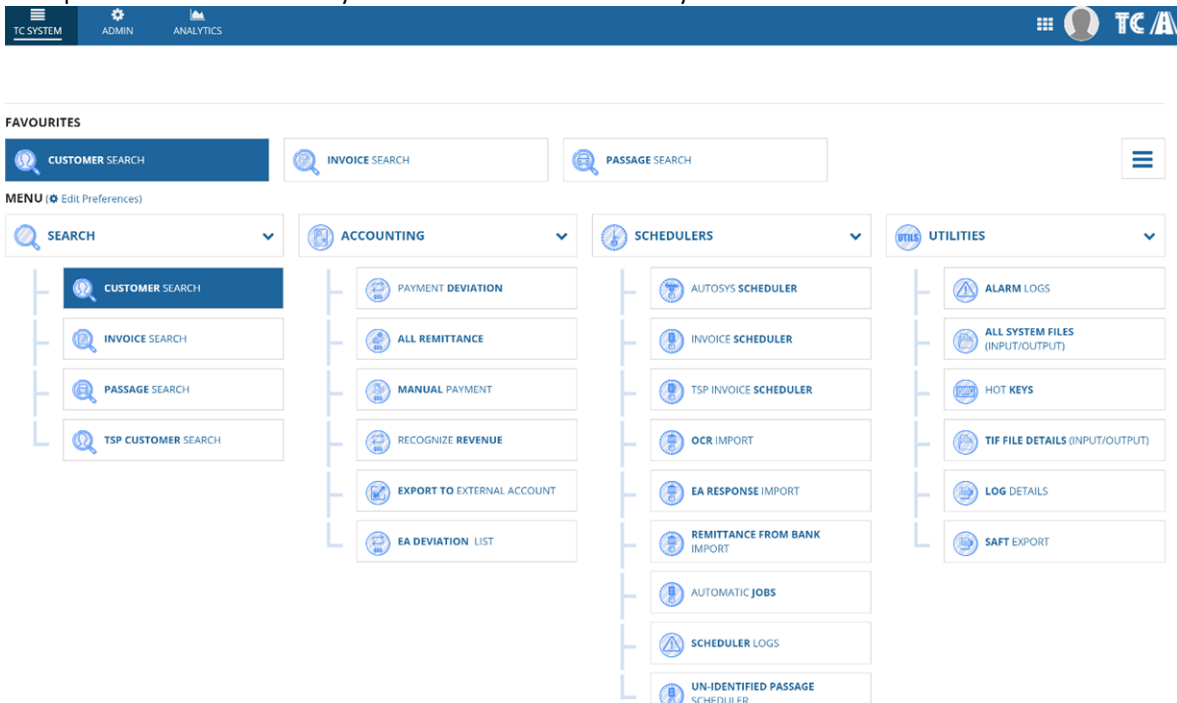 TC SYSTEM
ADMIN
ANALYTICS
TC
FAVOURITES
CUSTOMER SEARCH
INVOICE SEARCH
PASSAGE SEARCH
MENU ( Edit Preferences)
SEARCH
CUSTOMER SEARCH
INVOICE SEARCH
PASSAGE SEARCH
TSP CUSTOMER SEARCH
ACCOUNTING
PAYMENT DEVIATION
ALL REMITTANCE
MANUAL PAYMENT
RECOGNIZE REVENUE
EXPORT TO EXTERNAL ACCOUNT
EA DEVIATION LIST
SCHEDULERS
AUTOSYS SCHEDULER
INVOICE SCHEDULER
TSP INVOICE SCHEDULER
OCR IMPORT
EA RESPONSE IMPORT
REMITTANCE FROM BANK
IMPORT
AUTOMATIC JOBS
SCHEDULER LOGS
UN-IDENTIFIED PASSAGE
SCHEDULER
UTILS
UTILITIES
ALARM LOGS
ALL SYSTEM FILES
(INPUT/OUTPUT)
HOT KEYS
TIF FILE DETAILS (INPUT/OUTPUT)
LOG DETAILS
SAFT EXPORT